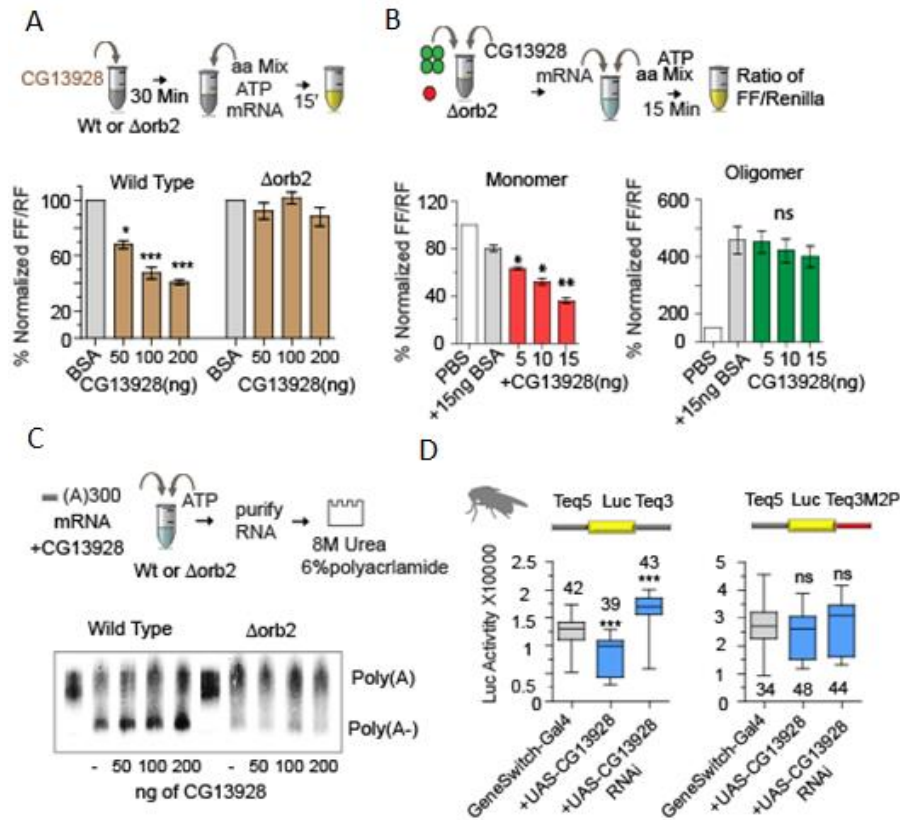 A
CG13928
30 Min
Wt or Δorb2
aa Mix
ATP
mRNA
15'
% Normalized FF/RF
Wild Type
Δorb2
100
60
20
0
*
***
***
BSA 50 100 200 BSA 50 100 200
CG13928(ng)
B
CG13928
Δorb2
mRNA
ATP
aa Mix
15 Min
Ratio of
FF/Renilla
Monomer
% Normalized FF/RF
120
80
40
0
*
*
**
PBS +15ng BSA 5 10 15
+CG13928(ng)
Oligomer
% Normalized FF/RF
600
400
200
0
ns
PBS +15ng BSA 5 10 15
CG13928(ng)
C
(A)300
mRNA
+CG13928
ATP
Wt or Δorb2
purify
RNA
8M Urea
6%polyacrlamide
Wild Type Δorb2
Poly(A)
Poly(A-)
- 50 100 200 - 50 100 200
ng of CG13928
D
Teq5 Luc Teq3
Luc Activtity X10000
2.5
2
1.5
1
0.5
42
39
***
43
***
GeneSwitch-Gal4
+UAS-CG13928
+UAS-CG13928
RNAi
Teq5 Luc Teq3M2P
5
4
3
2
1
0
ns
ns
34 48 44
GeneSwitch-Gal4
+UAS-CG13928
+UAS-CG13928
RNAi